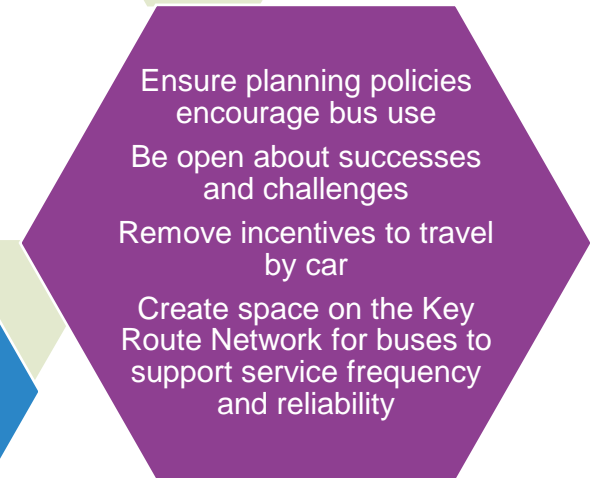 Ensure planning policies
encourage bus use
Be open about successes
and challenges
Remove incentives to travel
by car
Create space on the Key
Route Network for buses to
support service frequency
and reliability